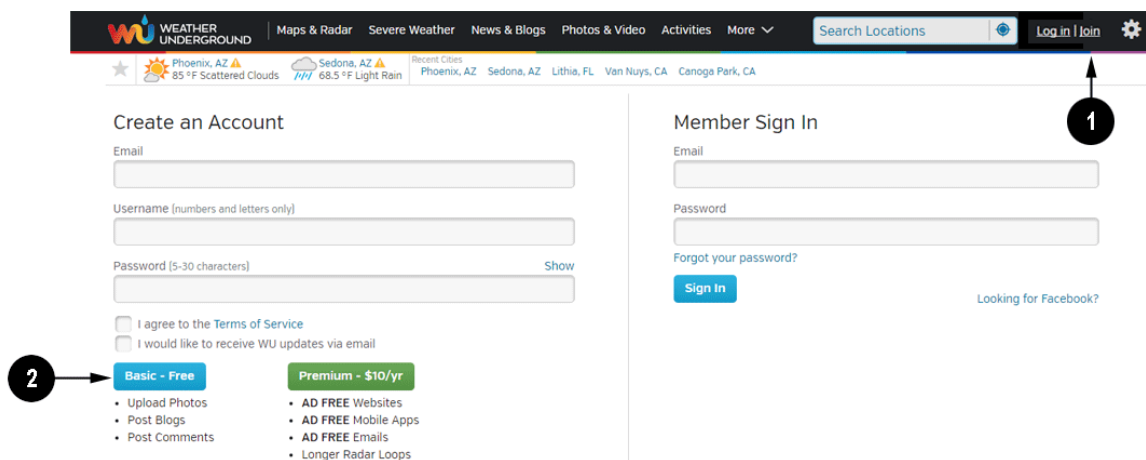 WEATHER
UNDERGROUND
Maps & Radar Severe Weather News & Blogs Photos & Video Activities More
Search Locations
Log in | Join
Phoenix, AZ
85 °F Scattered Clouds
Sedona, AZ
68.5 °F Light Rain
Recent Cities
Phoenix, AZ Sedona, AZ Lithia, FL Van Nuys, CA Canoga Park, CA
1
Create an Account
Email
Username (numbers and letters only)
Password (5-30 characters) Show
I agree to the Terms of Service
I would like to receive WU updates via email
2
Basic - Free
• Upload Photos
• Post Blogs
• Post Comments
Premium - $10/yr
• AD FREE Websites
• AD FREE Mobile Apps
• AD FREE Emails
• Longer Radar Loops
Member Sign In
Email
Password
Forgot your password?
Sign In
Looking for Facebook?